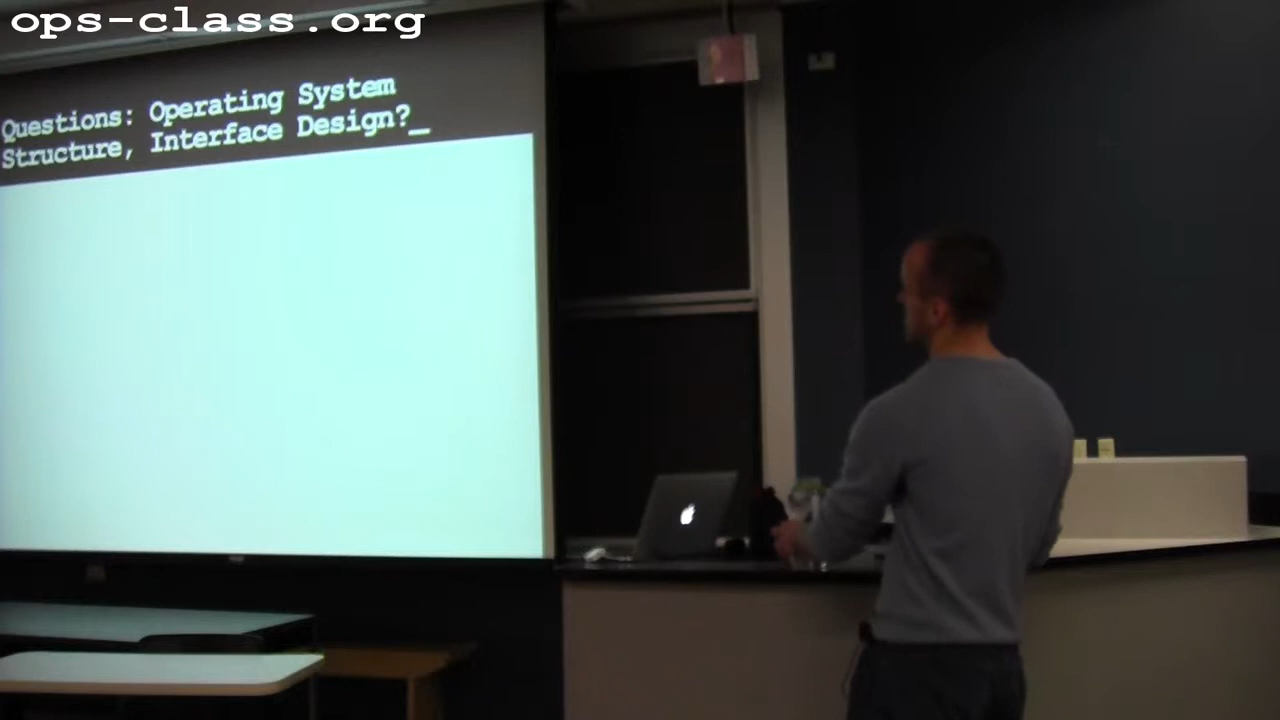 ops-class.org
Questions: Operating System
Structure, Interface Design?_